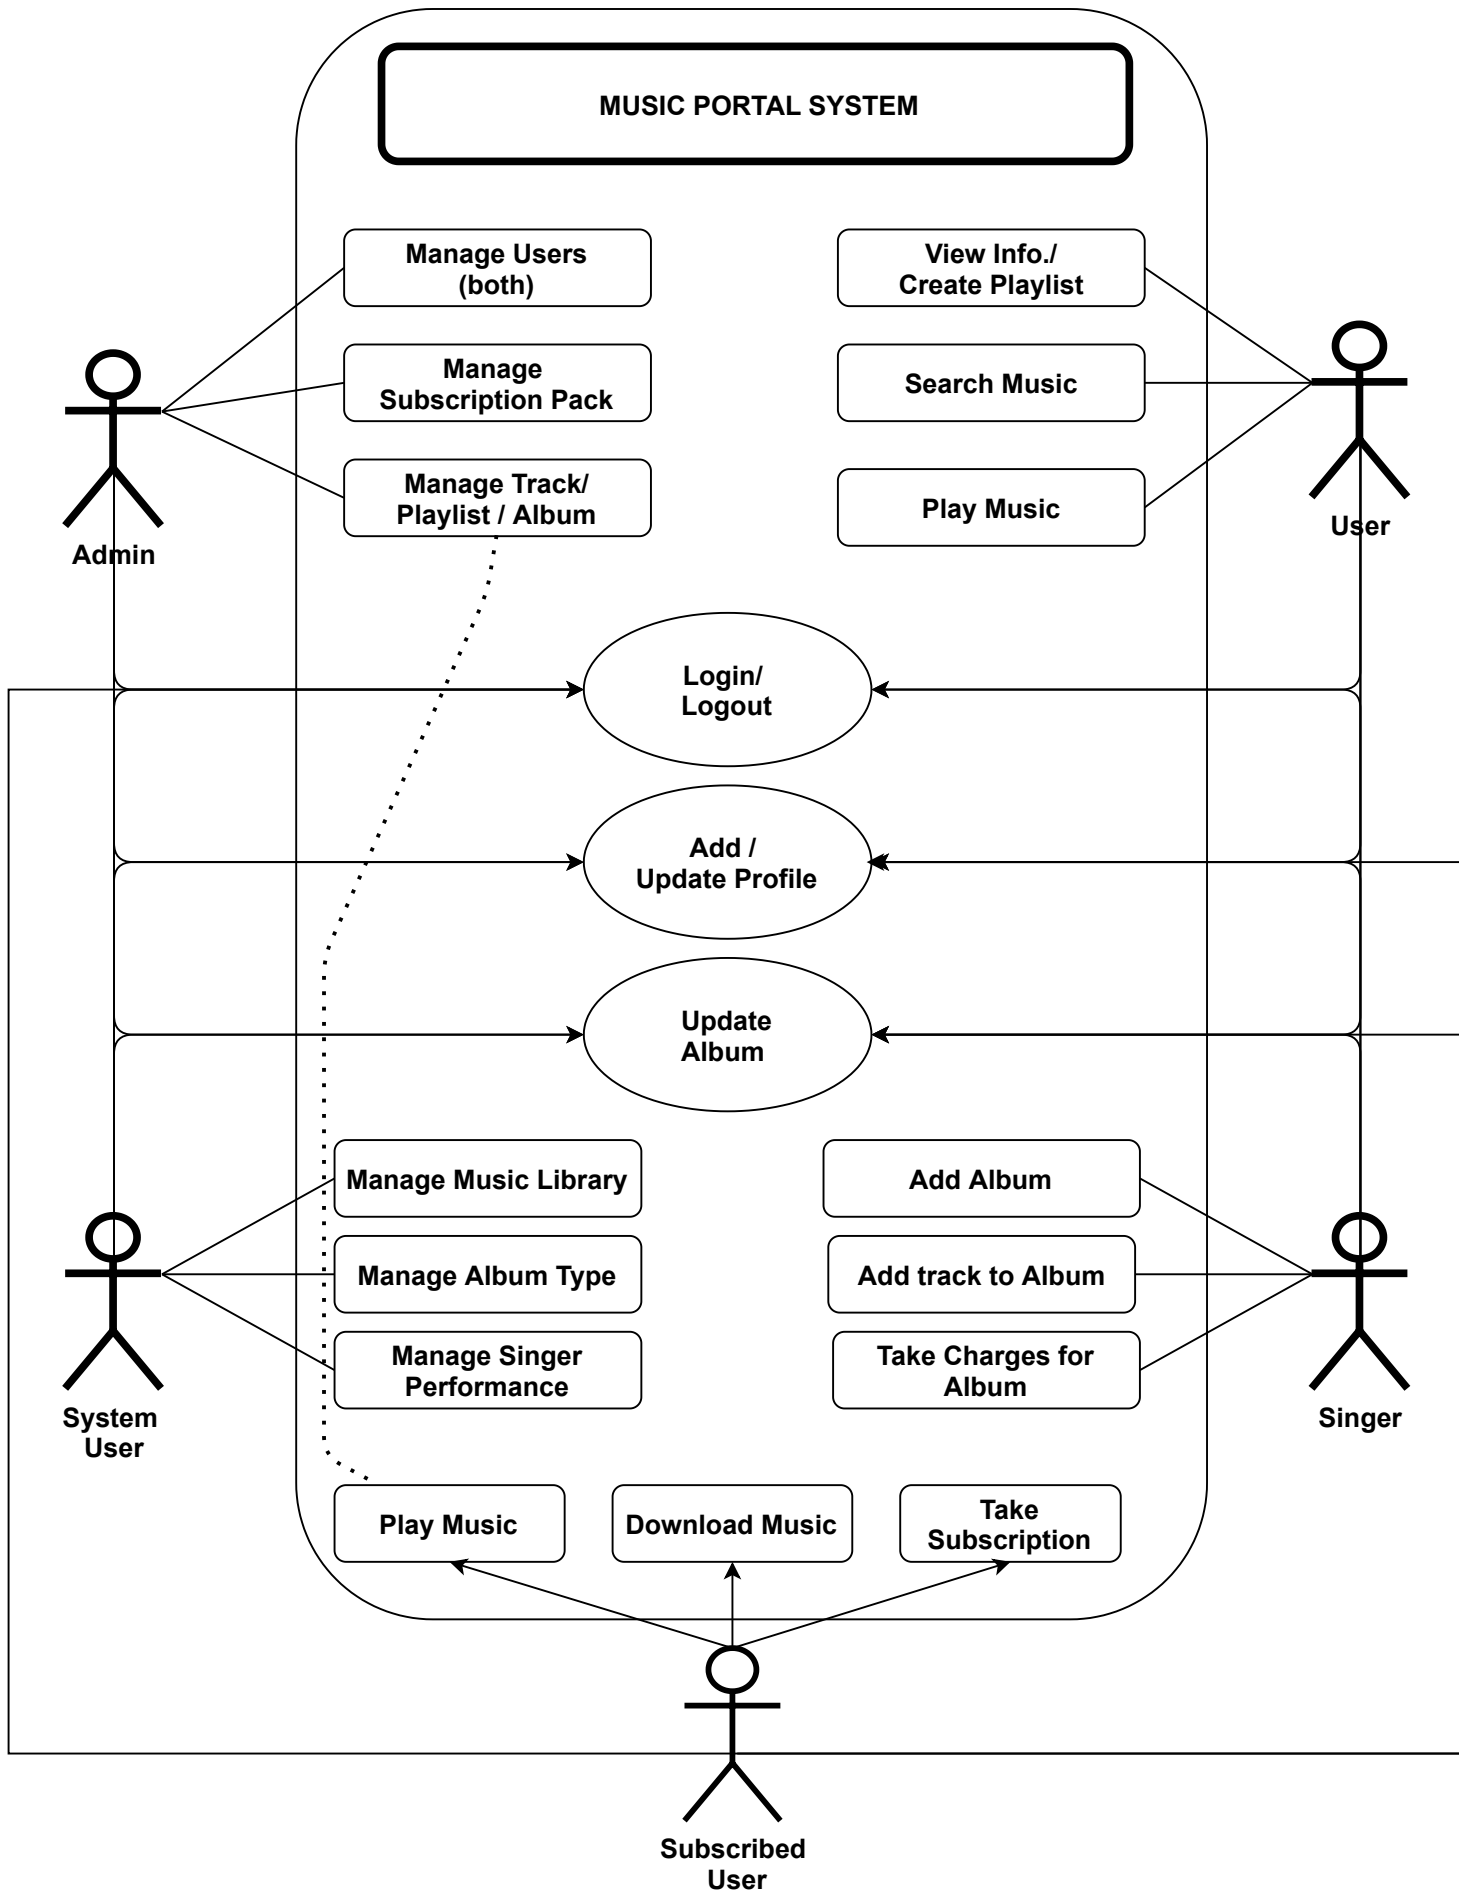 MUSIC PORTAL SYSTEM
Manage Users
(both)
View Info./
Create Playlist
Manage
Subscription Pack
Search Music
Manage Track/
Playlist / Album
Play Music
Admin
User
Login/
Logout
Add /
Update Profile
Update
Album
Manage Music Library
Add Album
Manage Album Type
Add track to Album
Manage Singer
Performance
Take Charges for
Album
System
User
Singer
Play Music
Download Music
Take
Subscription
Subscribed
User